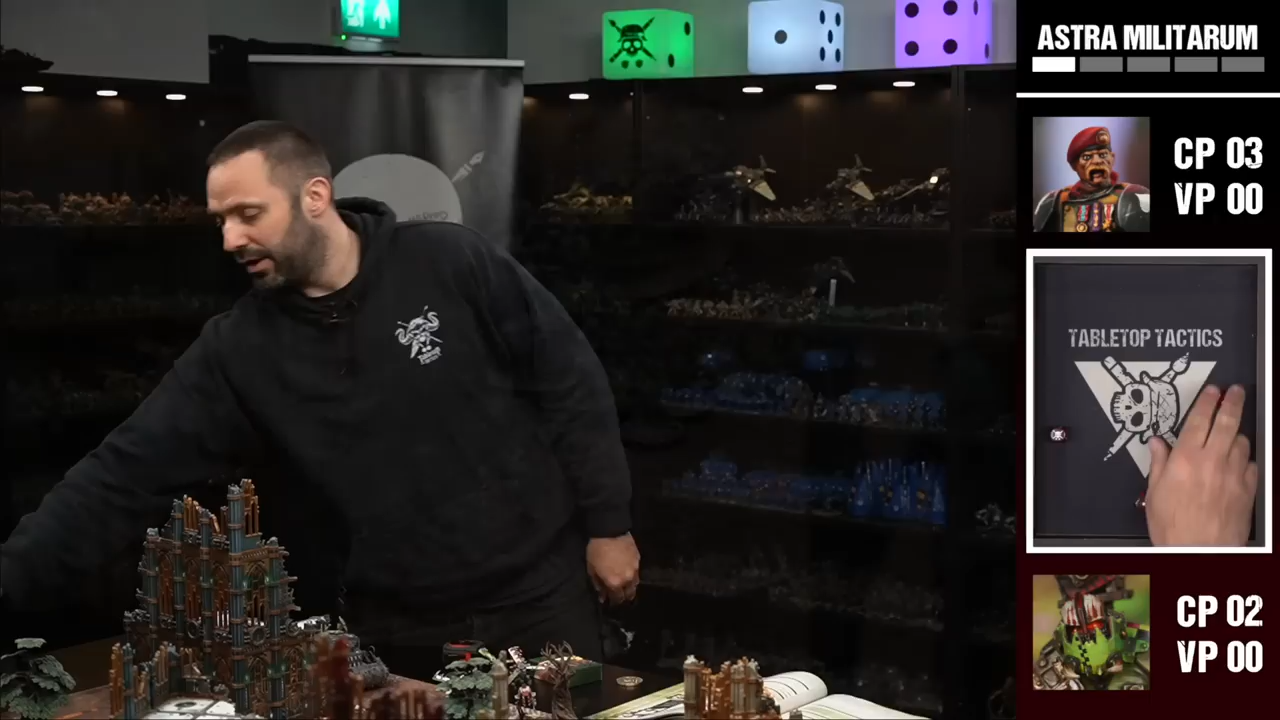 ASTRA MILITARUM
CP 03
VP 00
TABLETOP TACTICS
CP 02
VP 00